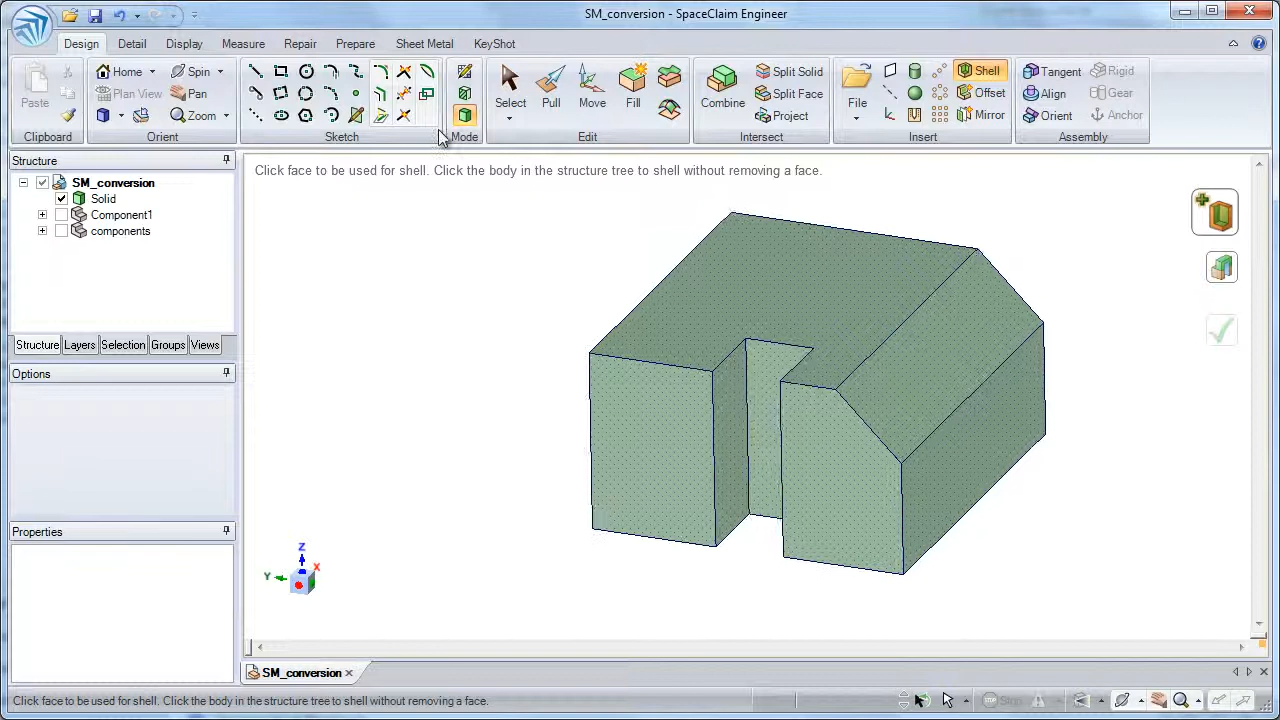 SM_conversion - SpaceClaim Engineer
Design Detail Display Measure Repair Prepare Sheet Metal KeyShot
Paste
Clipboard
Home Spin
Plan View Pan
Zoom
Orient
Sketch
Mode
Select Pull Move Fill
Edit
Combine
Split Solid
Split Face
Project
Intersect
File
Shell
Offset
Mirror
Insert
Tangent Rigid
Align Gear
Orient Anchor
Assembly
Structure
SM_conversion
Solid
Component1
components
Structure Layers Selection Groups Views
Options
Properties
Click face to be used for shell. Click the body in the structure tree to shell without removing a face.
Z
X
Y
SM_conversion
Click face to be used for shell. Click the body in the structure tree to shell without removing a face.
Stop